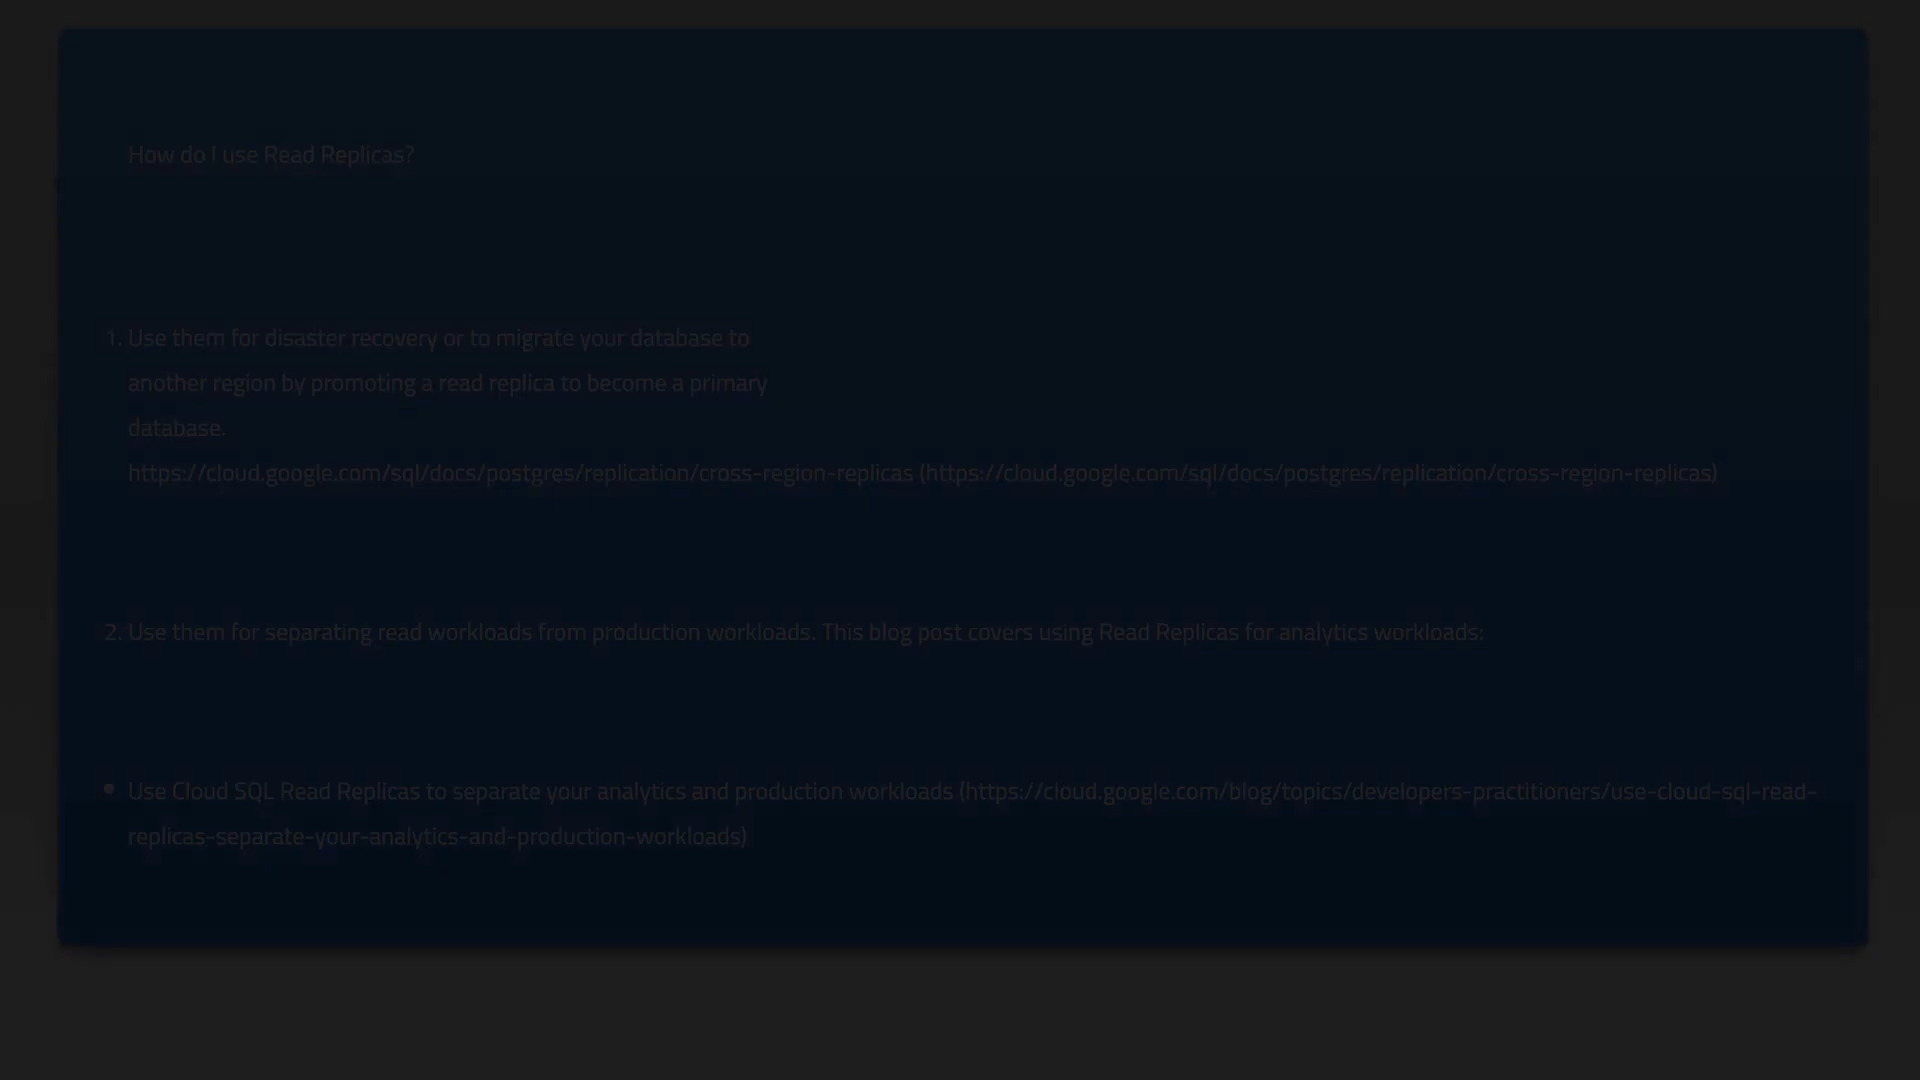 How do I use Read Replicas?
1. Use them for disaster recovery or to migrate your database to
another region by promoting a read replica to become a primary
database.
https://cloud.google.com/sql/docs/postgres/replication/cross-region-replicas (https://cloud.google.com/sql/docs/postgres/replication/cross-region-replicas)
2. Use them for separating read workloads from production workloads. This blog post covers using Read Replicas for analytics workloads:
• Use Cloud SQL Read Replicas to separate your analytics and production workloads (https://cloud.google.com/blog/topics/developers-practitioners/use-cloud-sql-read-
replicas-separate-your-analytics-and-production-workloads)